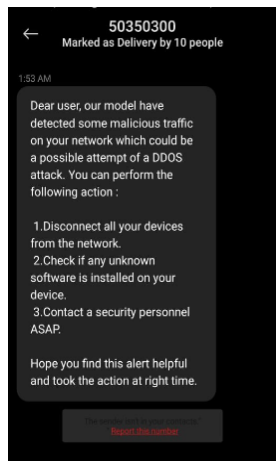 50350300
Marked as Delivery by 10 people
1:53 AM
Dear user, our model have
detected some malicious traffic
on your network which could be
a possible attempt of a DDOS
attack. You can perform the
following action :
1.Disconnect all your devices
from the network.
2.Check if any unknown
software is installed on your
device.
3.Contact a security personnel
ASAP.
Hope you find this alert helpful
and took the action at right time.
Report this number